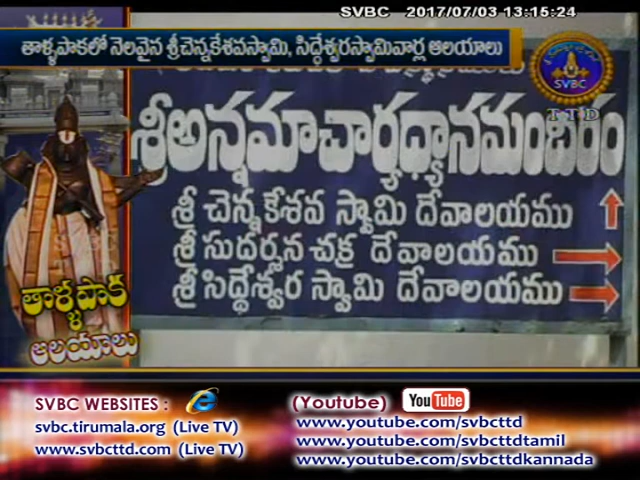 SVBC 2017/07/03 13:15:24
తాళ్ళపాకలో నెలవైన శ్రీచెన్నకేశవస్వామి, సిద్ధేశ్వరస్వామివార్ల ఆలయాలు
SVBC
TTD
శ్రీఅన్నమాచార్యధ్యానమందిరం
శ్రీ చెన్నకేశవ స్వామి దేవాలయము
శ్రీ సుదర్శన చక్ర దేవాలయము
శ్రీ సిద్ధేశ్వర స్వామి దేవాలయము
SVBC
తాళ్ళపాక
ఆలయాలు
SVBC WEBSITES :
svbc.tirumala.org (Live TV)
www.svbcttd.com (Live TV)
(Youtube) YouTube
www.youtube.com/svbcttd
www.youtube.com/svbcttdtamil
www.youtube.com/svbcttdkannada